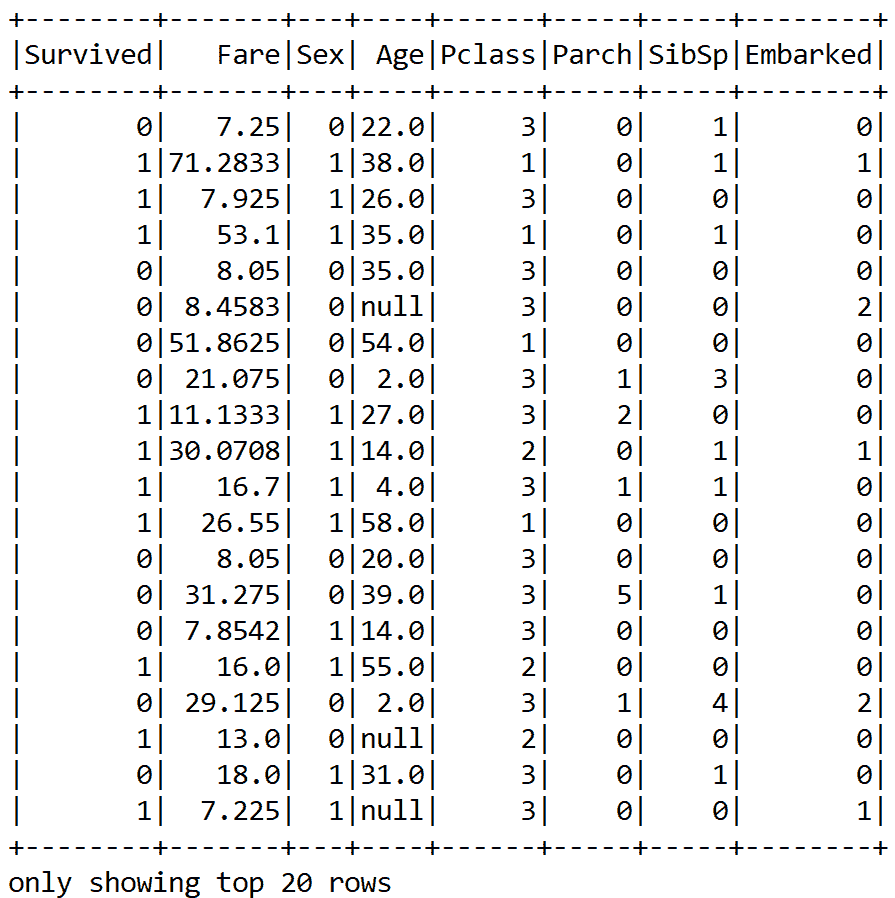 +--------+-------+---+----+------+-----+-----+--------+
|Survived|   Fare|Sex| Age|Pclass|Parch|SibSp|Embarked|
+--------+-------+---+----+------+-----+-----+--------+
|       0|   7.25|  0|22.0|     3|    0|    1|       0|
|       1|71.2833|  1|38.0|     1|    0|    1|       1|
|       1|  7.925|  1|26.0|     3|    0|    0|       0|
|       1|   53.1|  1|35.0|     1|    0|    1|       0|
|       0|   8.05|  0|35.0|     3|    0|    0|       0|
|       0| 8.4583|  0|null|     3|    0|    0|       2|
|       0|51.8625|  0|54.0|     1|    0|    0|       0|
|       0| 21.075|  0| 2.0|     3|    1|    3|       0|
|       1|11.1333|  1|27.0|     3|    2|    0|       0|
|       1|30.0708|  1|14.0|     2|    0|    1|       1|
|       1|   16.7|  1| 4.0|     3|    1|    1|       0|
|       1|  26.55|  1|58.0|     1|    0|    0|       0|
|       0|   8.05|  0|20.0|     3|    0|    0|       0|
|       0| 31.275|  0|39.0|     3|    5|    1|       0|
|       0| 7.8542|  1|14.0|     3|    0|    0|       0|
|       1|   16.0|  1|55.0|     2|    0|    0|       0|
|       0| 29.125|  0| 2.0|     3|    1|    4|       2|
|       1|   13.0|  0|null|     2|    0|    0|       0|
|       0|   18.0|  1|31.0|     3|    0|    1|       0|
|       1|  7.225|  1|null|     3|    0|    0|       1|
+--------+-------+---+----+------+-----+-----+--------+
only showing top 20 rows